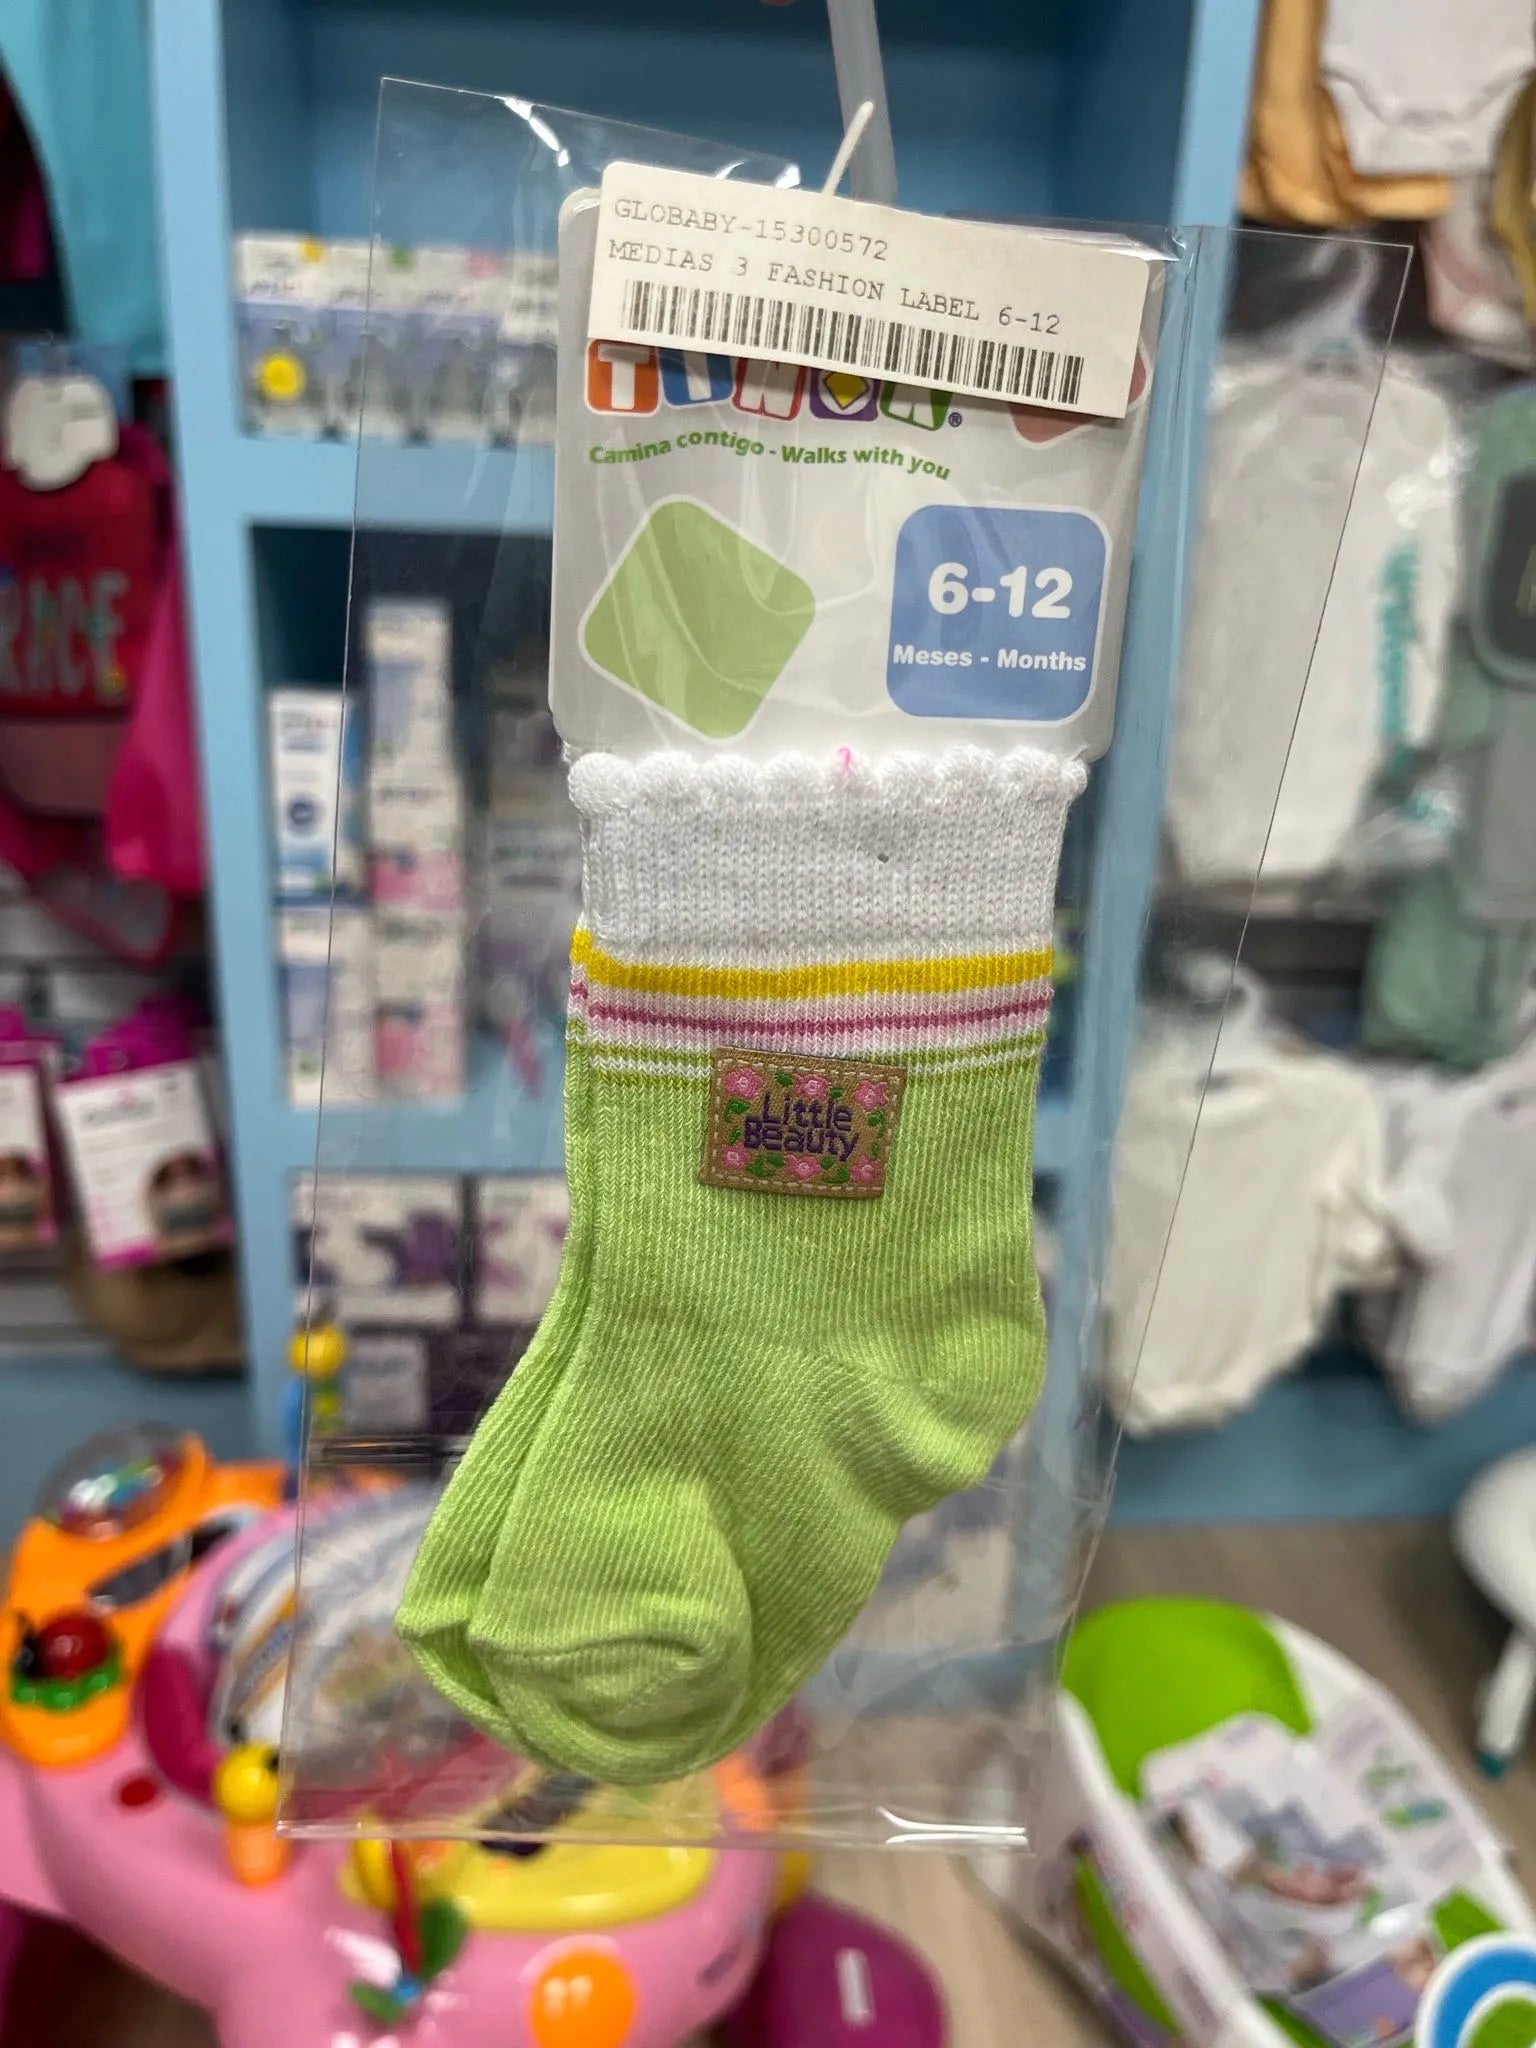 GLOBABY-15300572
MEDIAS 3 FASHION LABEL 6-12
®
Camina contigo - Walks with you
6-12
Meses - Months
Little
Beauty